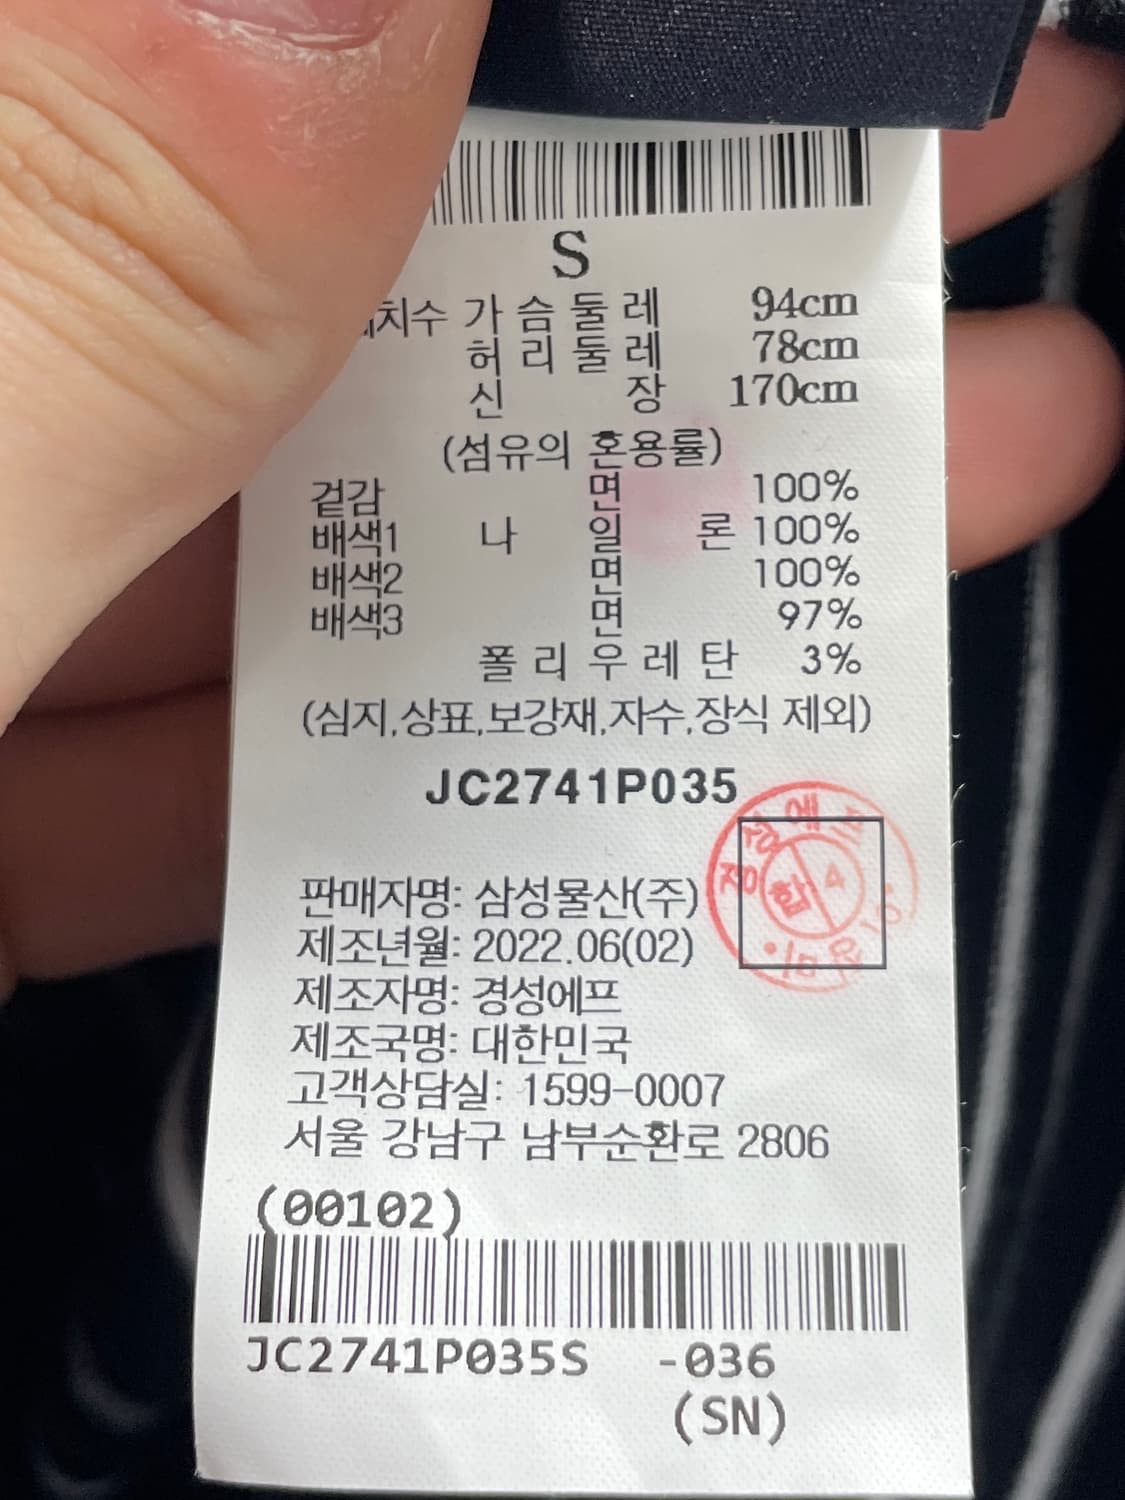 S
치수 가슴둘레 94cm
허리둘레 78cm
신장 170cm
(섬유의 혼용률)
겉감 면 100%
배색1 나일론 100%
배색2 면 100%
배색3 면 97%
폴리우레탄 3%
(심지,상표,보강재,자수,장식 제외)
JC2741P035
경성에프
합 4
판매자명: 삼성물산(주)
제조년월: 2022.06(02)
제조자명: 경성에프
제조국명: 대한민국
고객상담실: 1599-0007
서울 강남구 남부순환로 2806
(00102)
JC2741P035S -036
(SN)